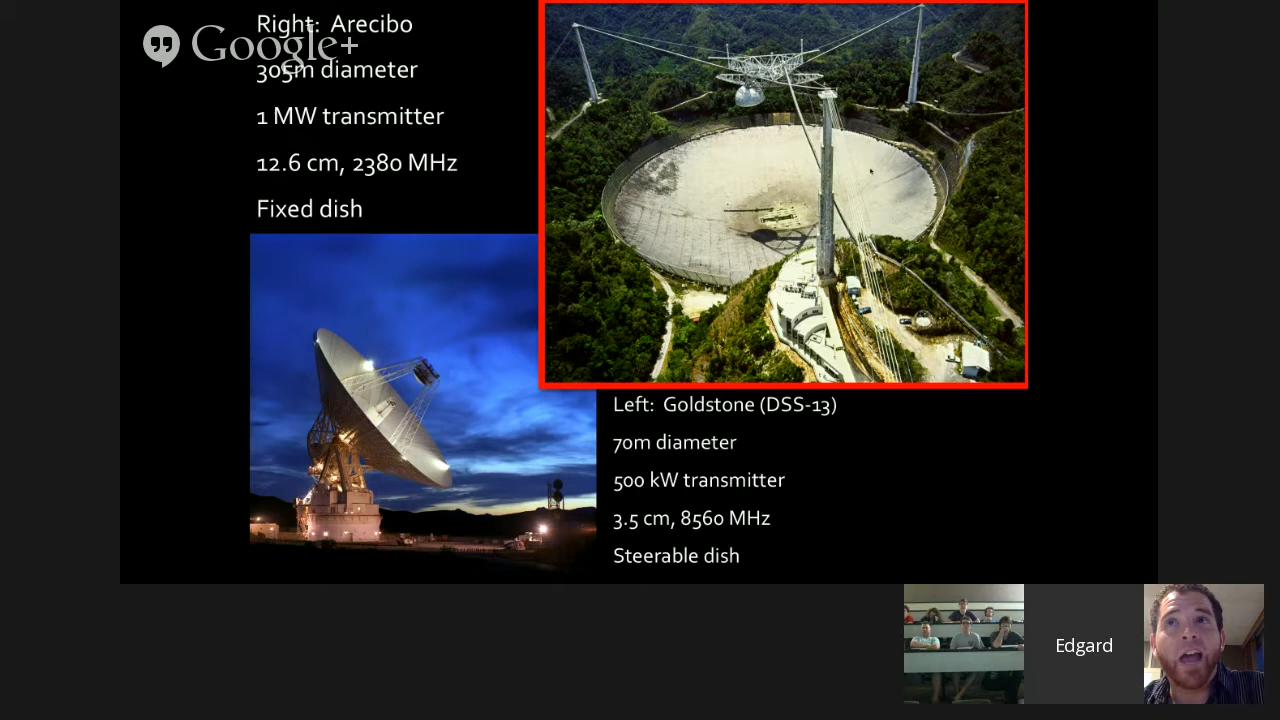 Right: Arecibo
Google+
305m diameter
1 MW transmitter
12.6 cm, 2380 MHz
Fixed dish
Left: Goldstone (DSS-13)
70m diameter
500 kW transmitter
3.5 cm, 8560 MHz
Steerable dish
Edgard